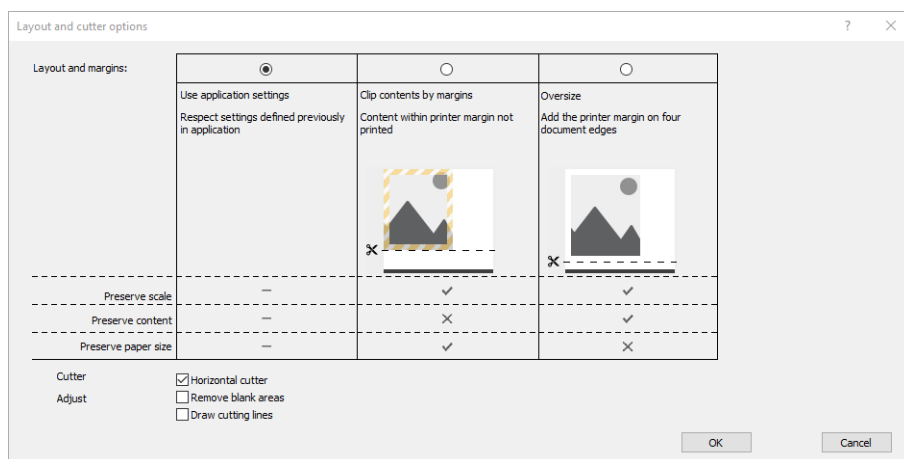 Layout and cutter options
Layout and margins:
Use application settings
Respect settings defined previously
in application
Clip contents by margins
Content within printer margin not
printed
Oversize
Add the printer margin on four
document edges
Preserve scale
Preserve content
Preserve paper size
Cutter
Horizontal cutter
Adjust
Remove blank areas
Draw cutting lines
OK
Cancel